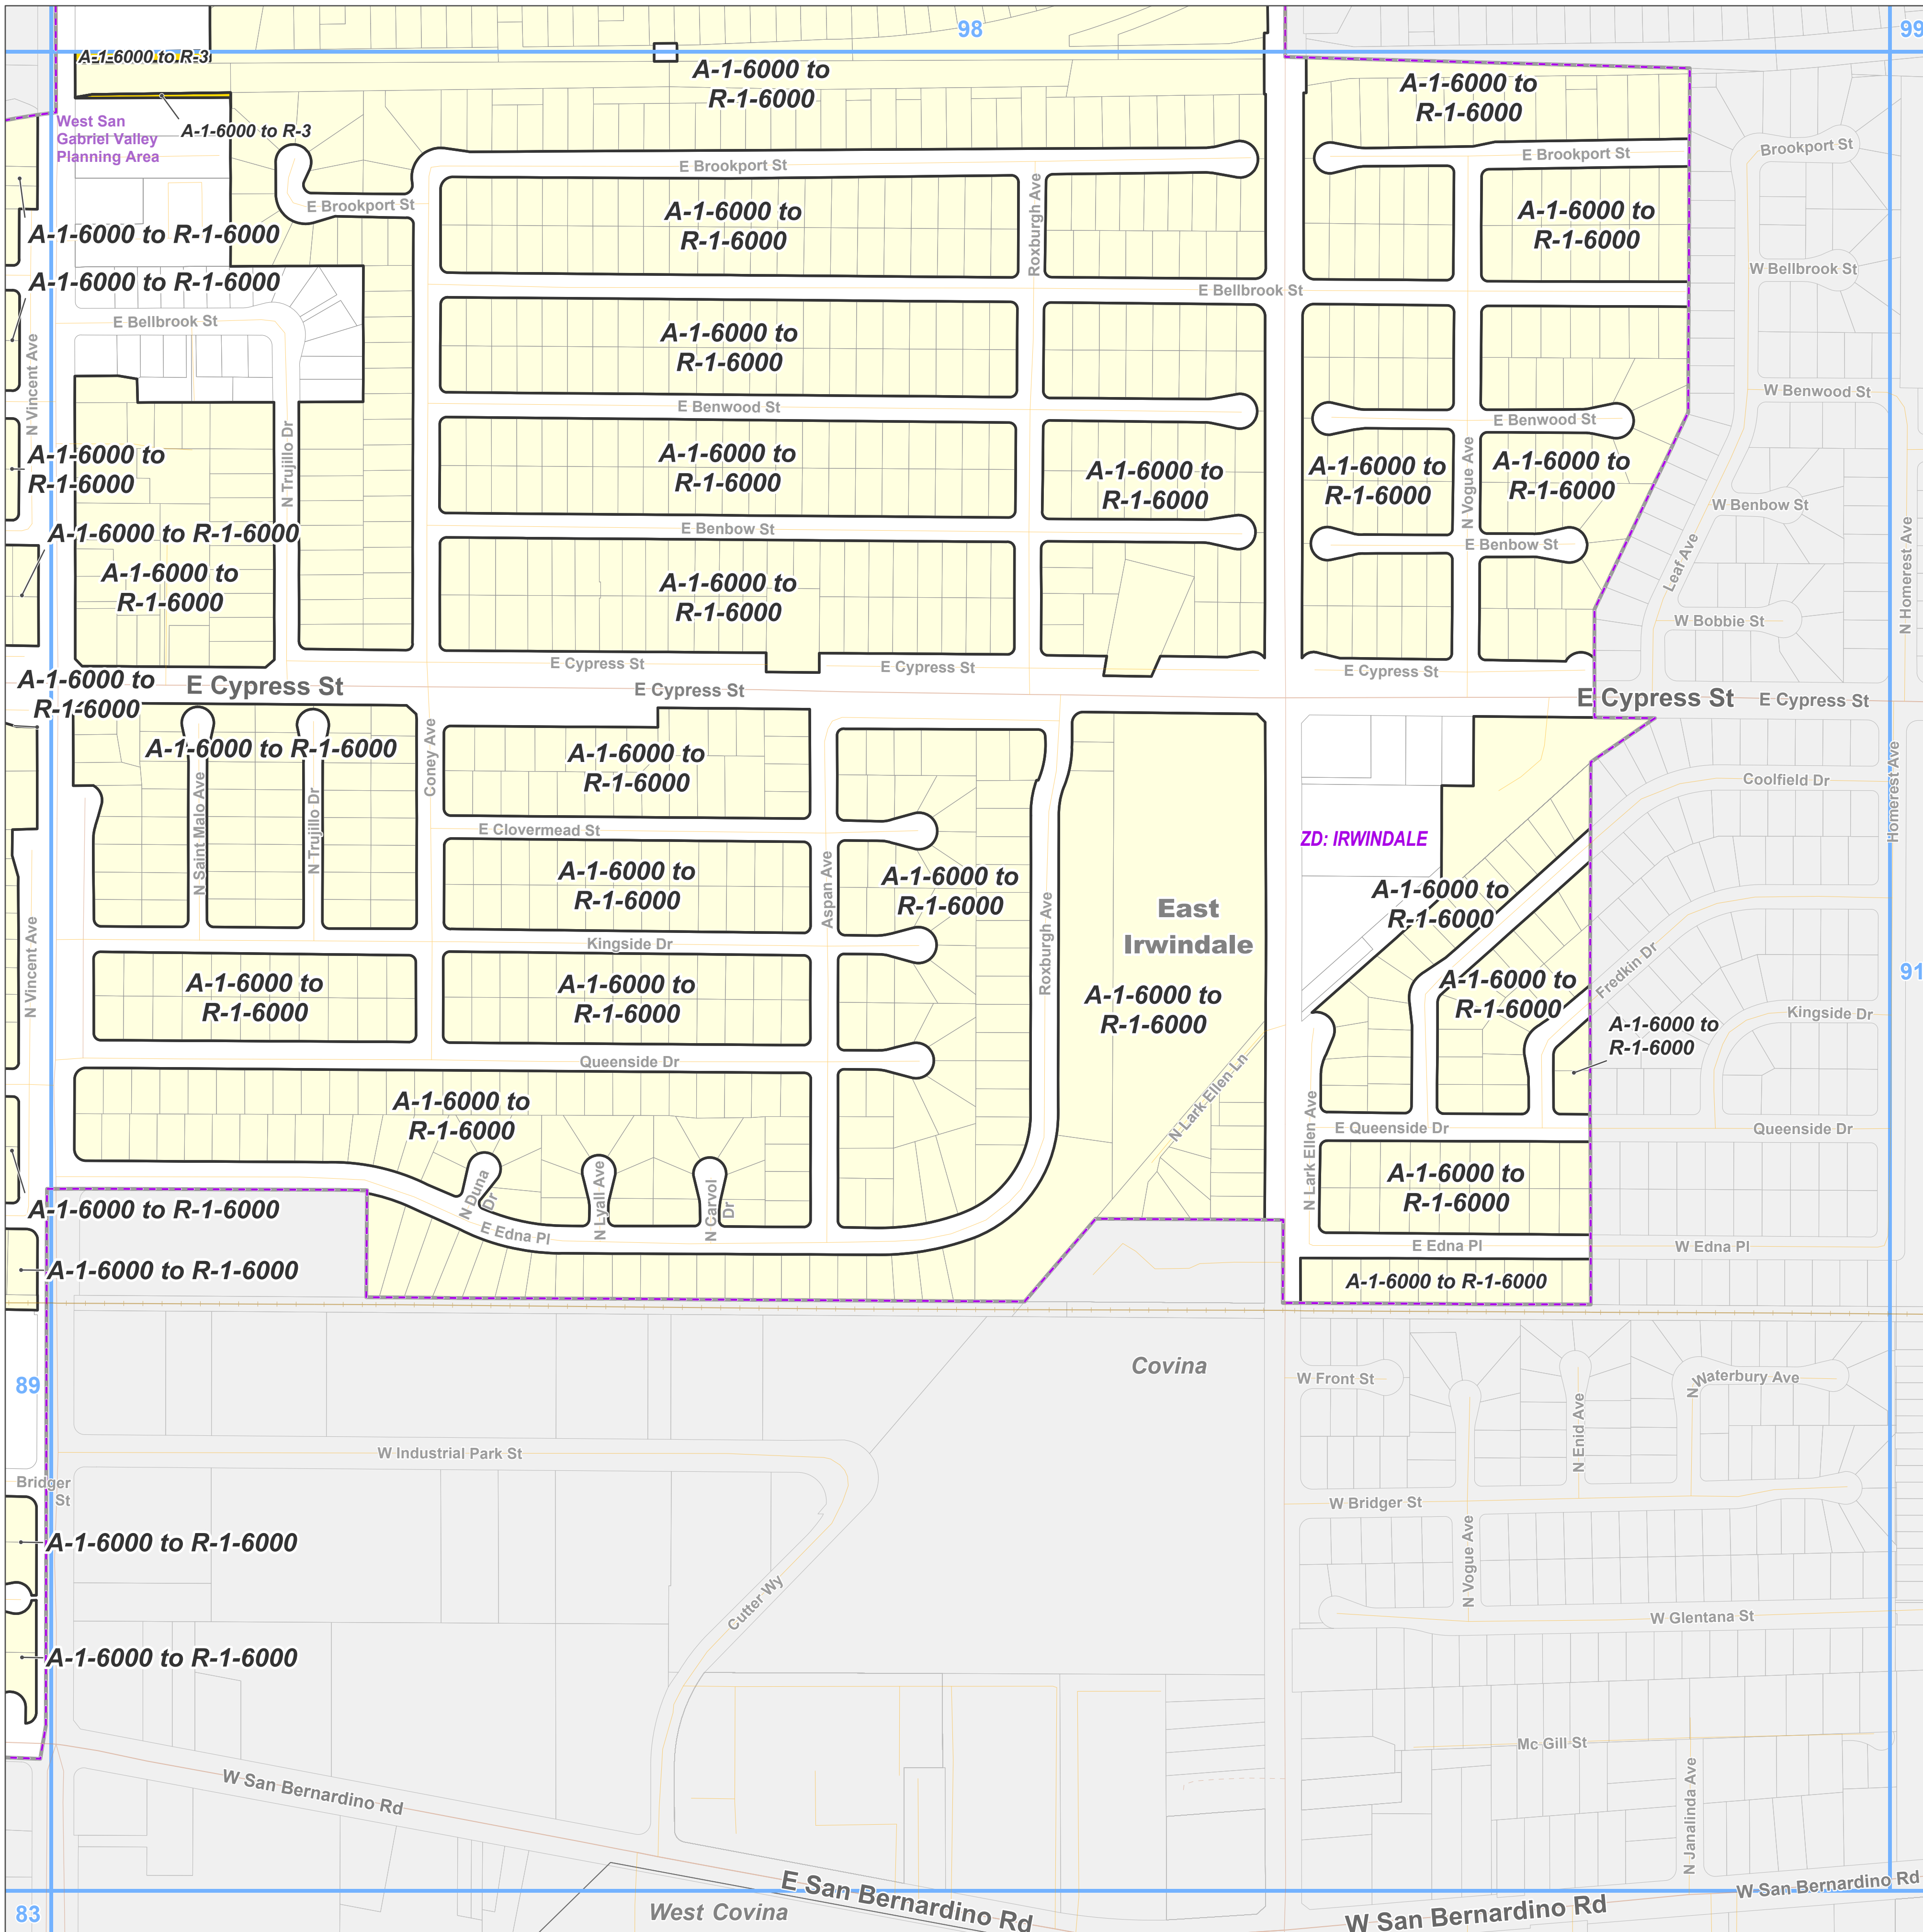 98
99
A-1-6000 to R-3
A-1-6000 to
R-1-6000
A-1-6000 to
R-1-6000
West San
Gabriel Valley
Planning Area
A-1-6000 to R-3
E Brookport St
E Brookport St
Brookport St
E Brookport St
Roxburgh Ave
A-1-6000 to
R-1-6000
A-1-6000 to
R-1-6000
A-1-6000 to R-1-6000
A-1-6000 to R-1-6000
E Bellbrook St
W Bellbrook St
E Bellbrook St
N Vincent Ave
A-1-6000 to
R-1-6000
W Benwood St
E Benwood St
E Benwood St
N Trujillo Dr
A-1-6000 to
R-1-6000
A-1-6000 to
R-1-6000
A-1-6000 to
R-1-6000
A-1-6000 to
R-1-6000
N Vogue Ave
A-1-6000 to
R-1-6000
W Benbow St
E Benbow St
E Benbow St
A-1-6000 to R-1-6000
A-1-6000 to
R-1-6000
A-1-6000 to
R-1-6000
Leaf Ave
N Homerest Ave
W Bobbie St
E Cypress St
E Cypress St
E Cypress St
A-1-6000 to
R-1-6000
E Cypress St
E Cypress St
E Cypress St
E Cypress St
A-1-6000 to R-1-6000
Coney Ave
A-1-6000 to
R-1-6000
Coolfield Dr
Homerest Ave
N Saint Malo Ave
N Trujillo Dr
E Clovermead St
ZD: IRWINDALE
A-1-6000 to
R-1-6000
Aspan Ave
A-1-6000 to
R-1-6000
A-1-6000 to
R-1-6000
East
Irwindale
Kingside Dr
Roxburgh Ave
N Vincent Ave
Fredkin Dr
91
A-1-6000 to
R-1-6000
A-1-6000 to
R-1-6000
A-1-6000 to
R-1-6000
A-1-6000 to
R-1-6000
Kingside Dr
A-1-6000 to
R-1-6000
Queenside Dr
N Lark Ellen Ln
N Lark Ellen Ave
A-1-6000 to
R-1-6000
E Queenside Dr
Queenside Dr
A-1-6000 to
R-1-6000
N Duna
Dr
N Lyall Ave
N Carvol
Dr
A-1-6000 to R-1-6000
E Edna Pl
E Edna Pl
W Edna Pl
A-1-6000 to R-1-6000
A-1-6000 to R-1-6000
Covina
89
W Front St
N Waterbury Ave
N Enid Ave
W Industrial Park St
Bridger
St
W Bridger St
A-1-6000 to R-1-6000
N Vogue Ave
Cutter Wy
W Glentana St
A-1-6000 to R-1-6000
Mc Gill St
N Janalinda Ave
W San Bernardino Rd
E San Bernardino Rd
W San Bernardino Rd
W San Bernardino Rd
West Covina
83